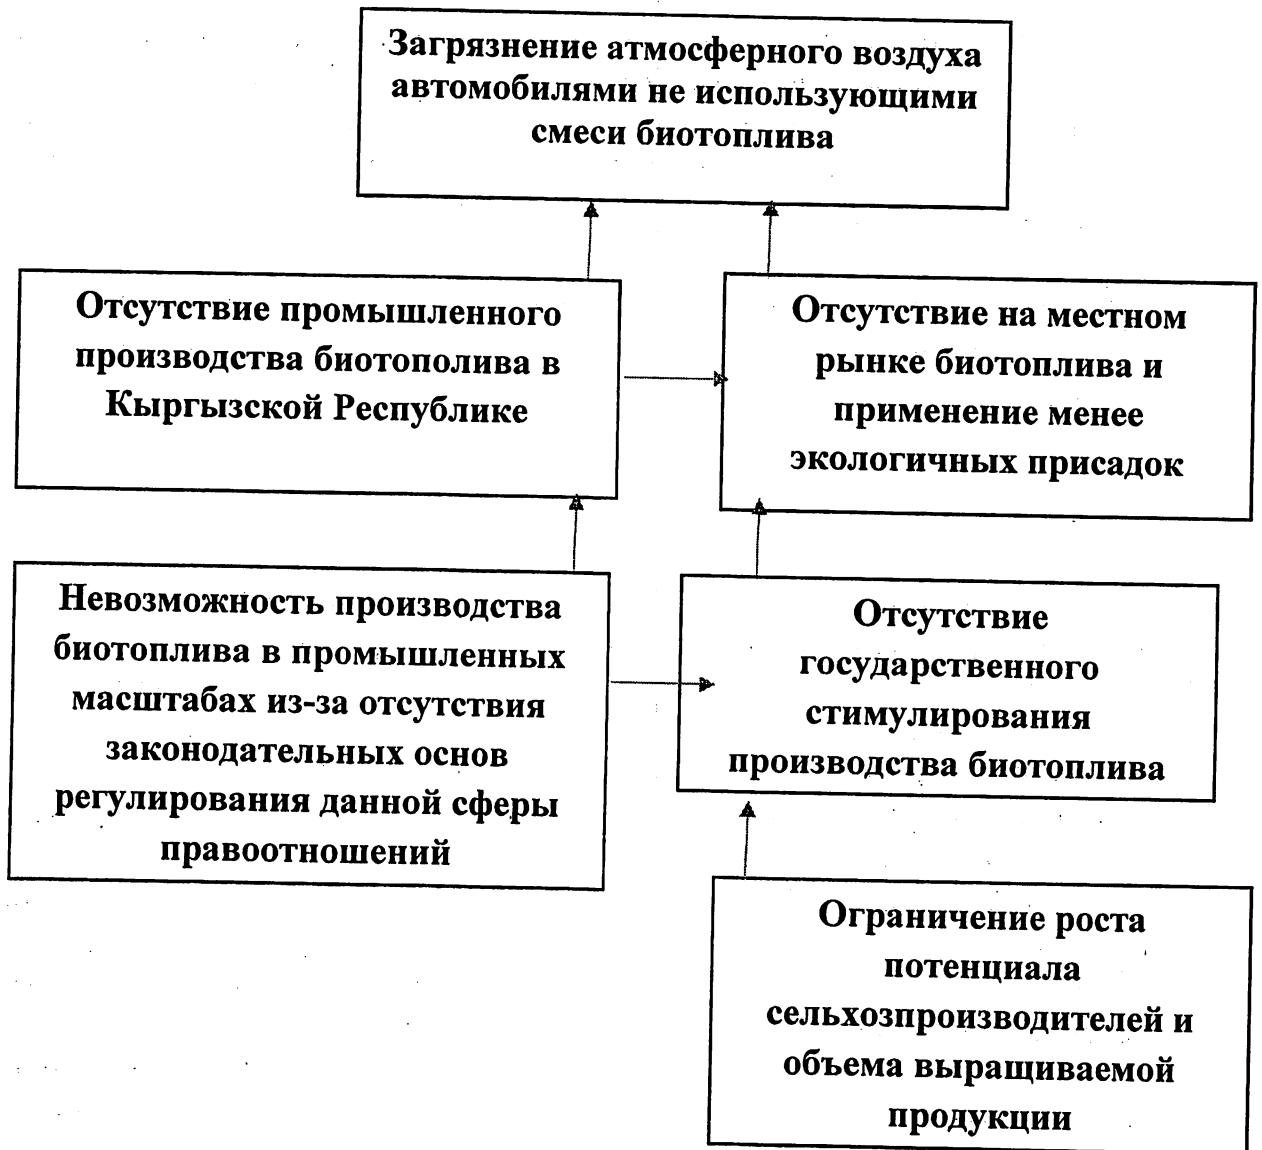 Загрязнение атмосферного воздуха
автомобилями не использующими
смеси биотоплива
Отсутствие промышленного
производства биотополива в
Кыргызской Республике
Отсутствие на местном
рынке биотоплива и
применение менее
экологичных присадок
Невозможность производства
биотоплива в промышленных
масштабах из-за отсутствия
законодательных основ
регулирования данной сферы
правоотношений
Отсутствие
государственного
стимулирования
производства биотоплива
Ограничение роста
потенциала
сельхозпроизводителей и
объема выращиваемой
продукции